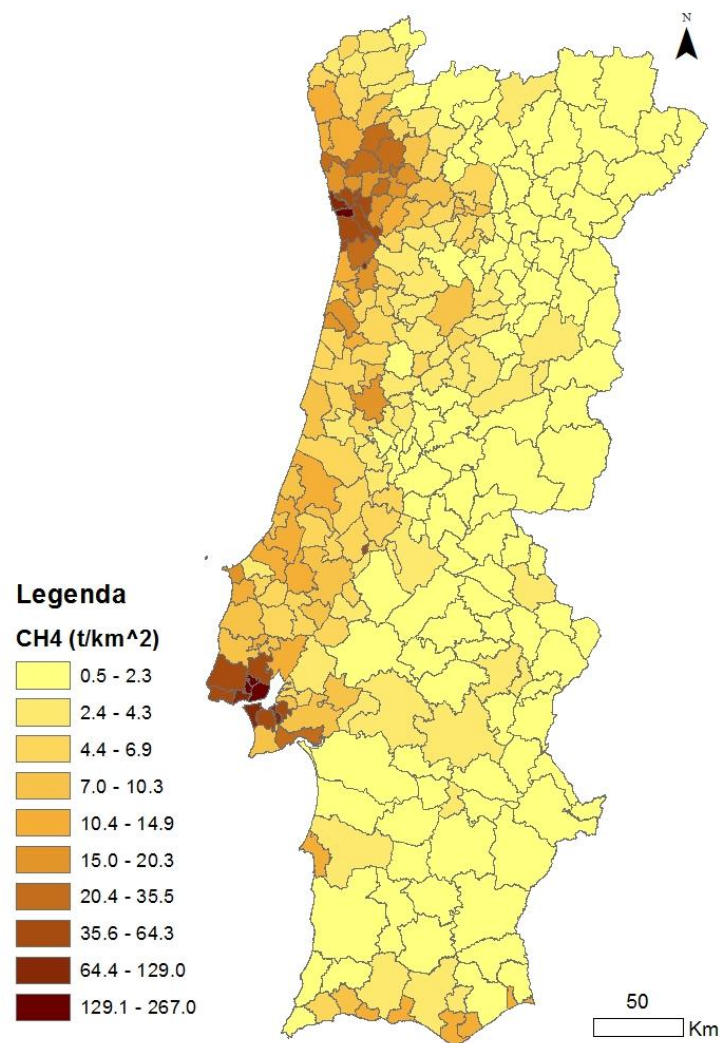 N
Legenda
CH4 (t/km^2)
0.5 - 2.3
2.4 - 4.3
4.4 - 6.9
7.0 - 10.3
10.4 - 14.9
15.0 - 20.3
20.4 - 35.5
35.6 - 64.3
64.4 - 129.0
129.1 - 267.0
50
Km